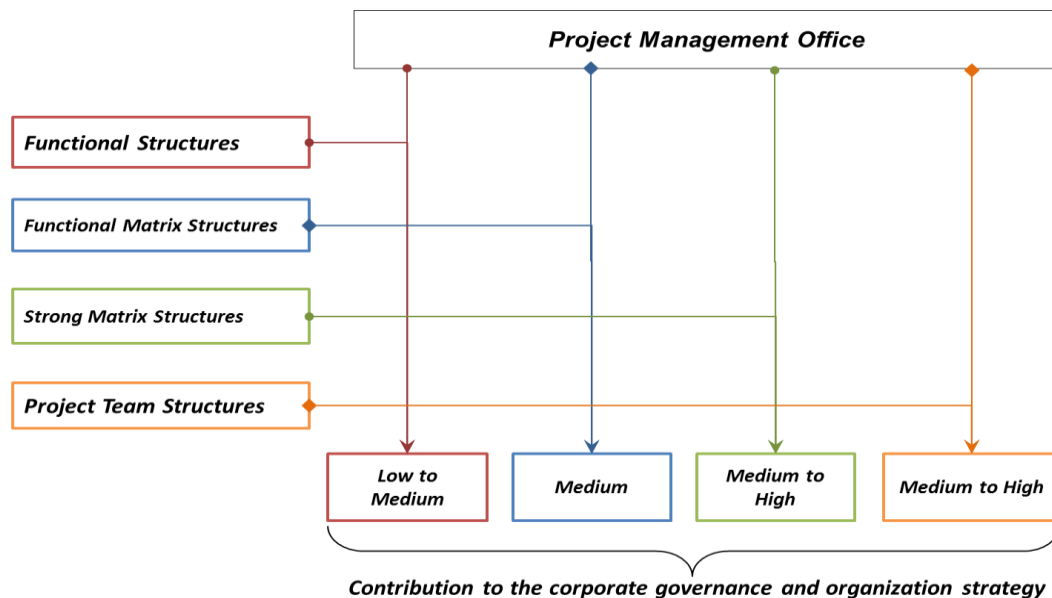 Project Management Office
Functional Structures
Functional Matrix Structures
Strong Matrix Structures
Project Team Structures
Low to
Medium
Medium
Medium to
High
Medium to High
Contribution to the corporate governance and organization strategy